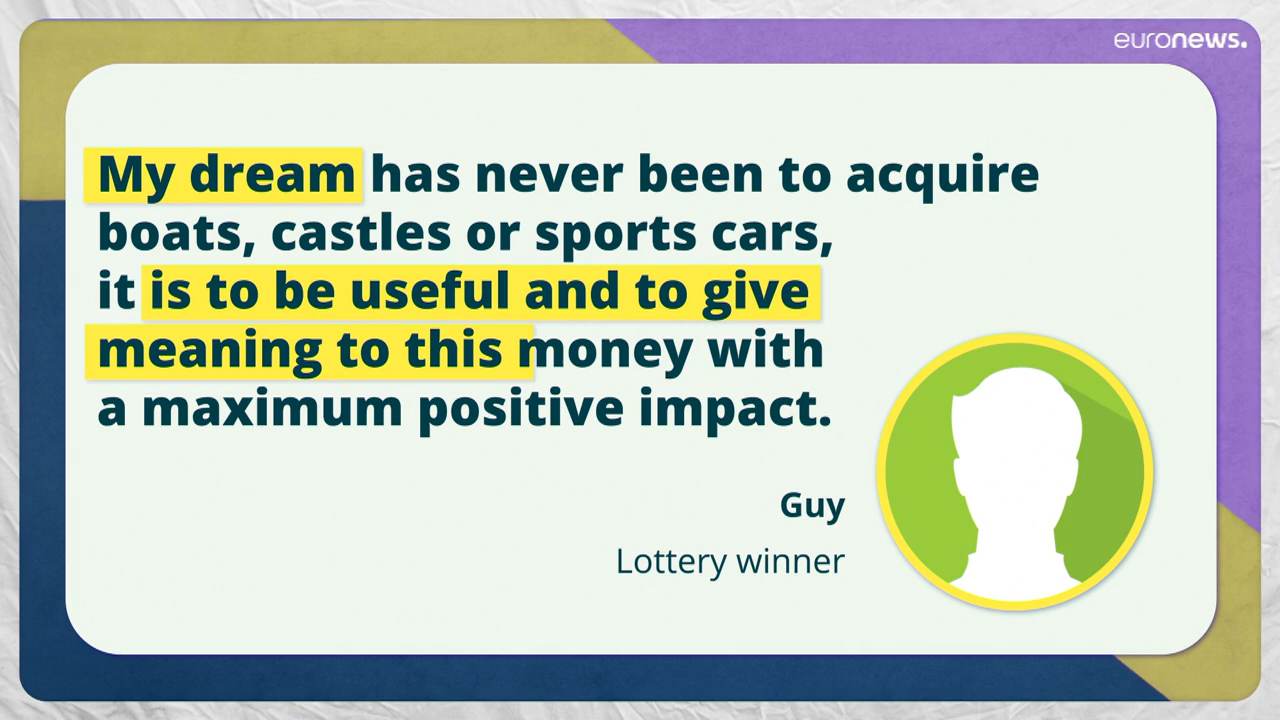 euronews.
My dream has never been to acquire
boats, castles or sports cars,
it is to be useful and to give
meaning to this money with
a maximum positive impact.
Guy
Lottery winner